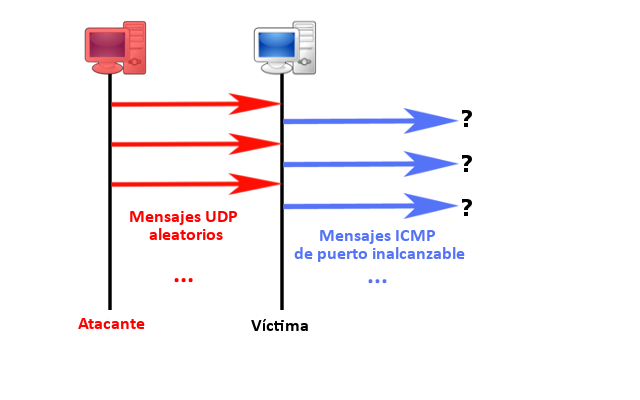 ?
?
?
Mensajes UDP
aleatorios
...
Mensajes ICMP
de puerto inalcanzable
...
Atacante
Víctima